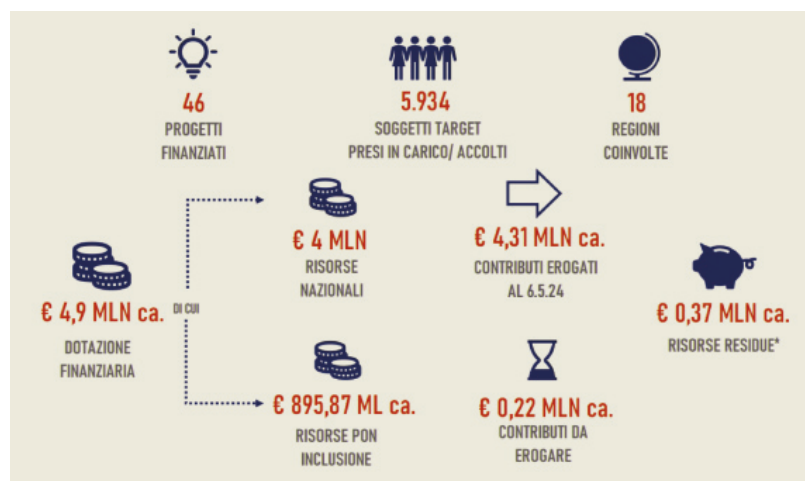 46
PROGETTI
FINANZIATI
5.934
SOGGETTI TARGET
PRESI IN CARICO/ ACCOLTI
18
REGIONI
COINVOLTE
€ 4,9 MLN ca.
DOTAZIONE
FINANZIARIA
DI CUI
€ 4 MLN
RISORSE
NAZIONALI
€ 895,87 ML ca.
RISORSE PON
INCLUSIONE
€ 4,31 MLN ca.
CONTRIBUTI EROGATI
AL 6.5.24
€ 0,22 MLN ca.
CONTRIBUTI DA
EROGARE
€ 0,37 MLN ca.
RISORSE RESIDUE*